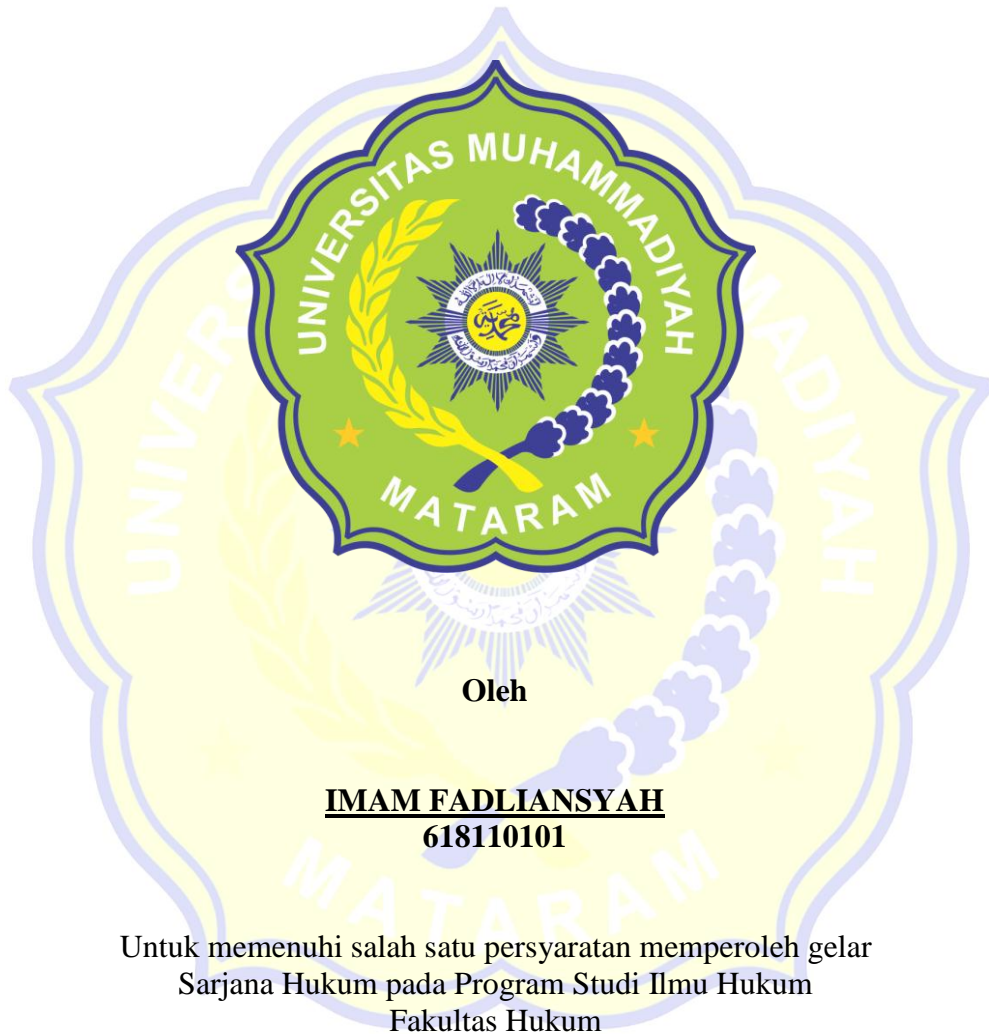 UNIVERSITAS MUHAMMADIYAH
MATARAM
Oleh
IMAM FADLIANSYAH
618110101
Untuk memenuhi salah satu persyaratan memperoleh gelar
Sarjana Hukum pada Program Studi Ilmu Hukum
Fakultas Hukum